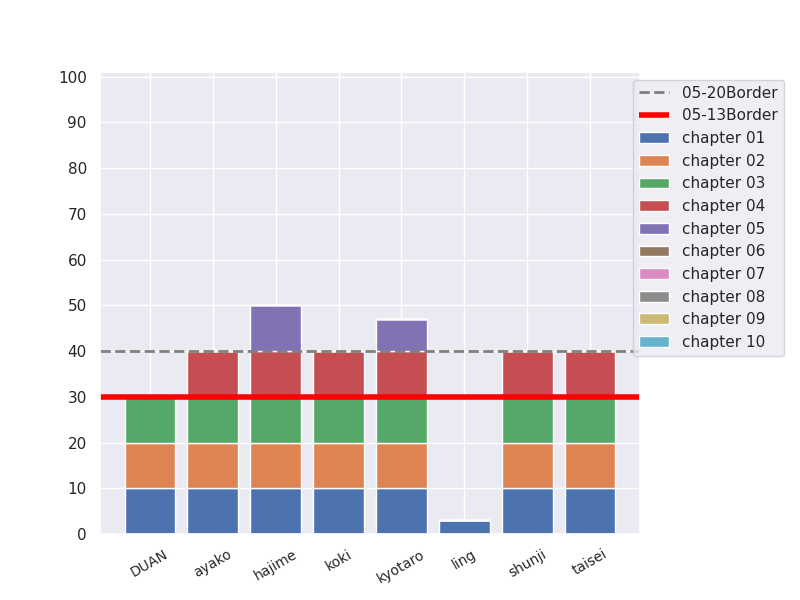 100
90
80
70
60
50
40
30
20
10
0
DUAN
ayako
hajime
koki
kyotaro
ling
shunji
taisei
05-20Border
05-13Border
chapter 01
chapter 02
chapter 03
chapter 04
chapter 05
chapter 06
chapter 07
chapter 08
chapter 09
chapter 10